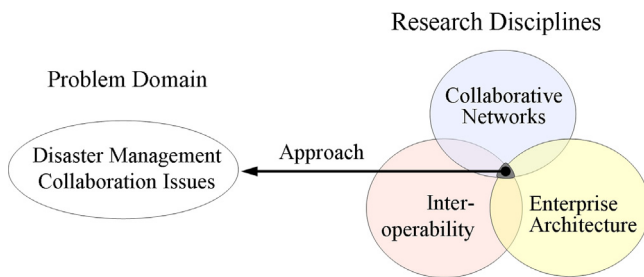 Research Disciplines
Problem Domain
Collaborative
Networks
Disaster Management
Collaboration Issues
Approach
Inter-
operability
Enterprise
Architecture